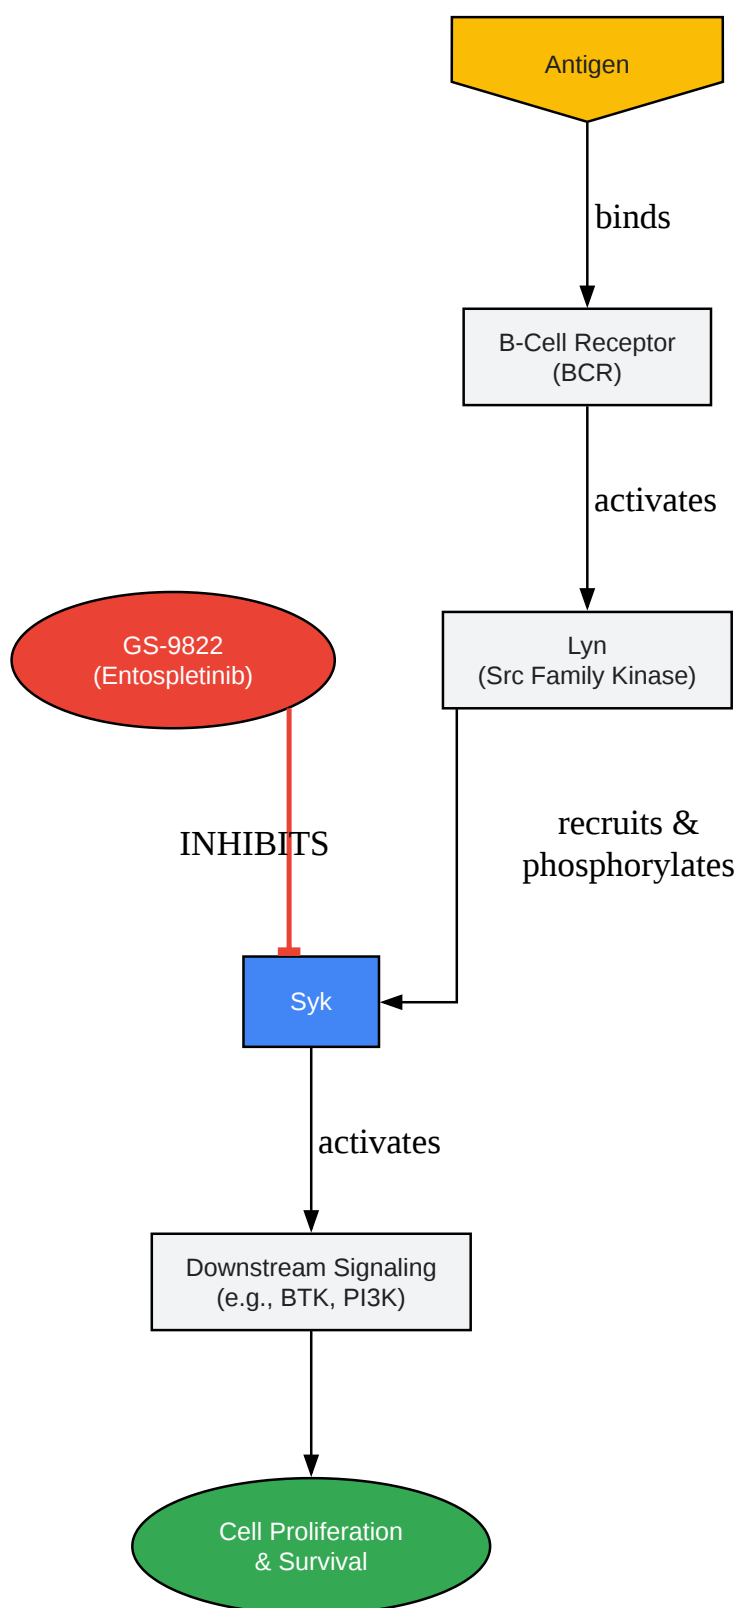 Antigen
binds
B-Cell Receptor
(BCR)
activates
GS-9822
(Entospletinib)
Lyn
(Src Family Kinase)
INHIBITS
recruits &
phosphorylates
Syk
activates
Downstream Signaling
(e.g., BTK, PI3K)
Cell Proliferation
& Survival